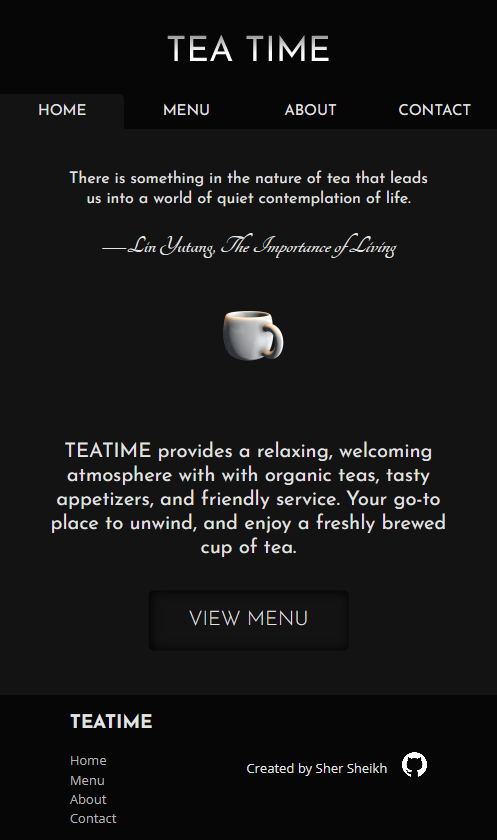 TEA TIME
HOME MENU ABOUT CONTACT
There is something in the nature of tea that leads
us into a world of quiet contemplation of life.
—Lin Yutang, The Importance of Living
TEATIME provides a relaxing, welcoming
atmosphere with with organic teas, tasty
appetizers, and friendly service. Your go-to
place to unwind, and enjoy a freshly brewed
cup of tea.
VIEW MENU
TEATIME
Home
Menu
About
Contact
Created by Sher Sheikh